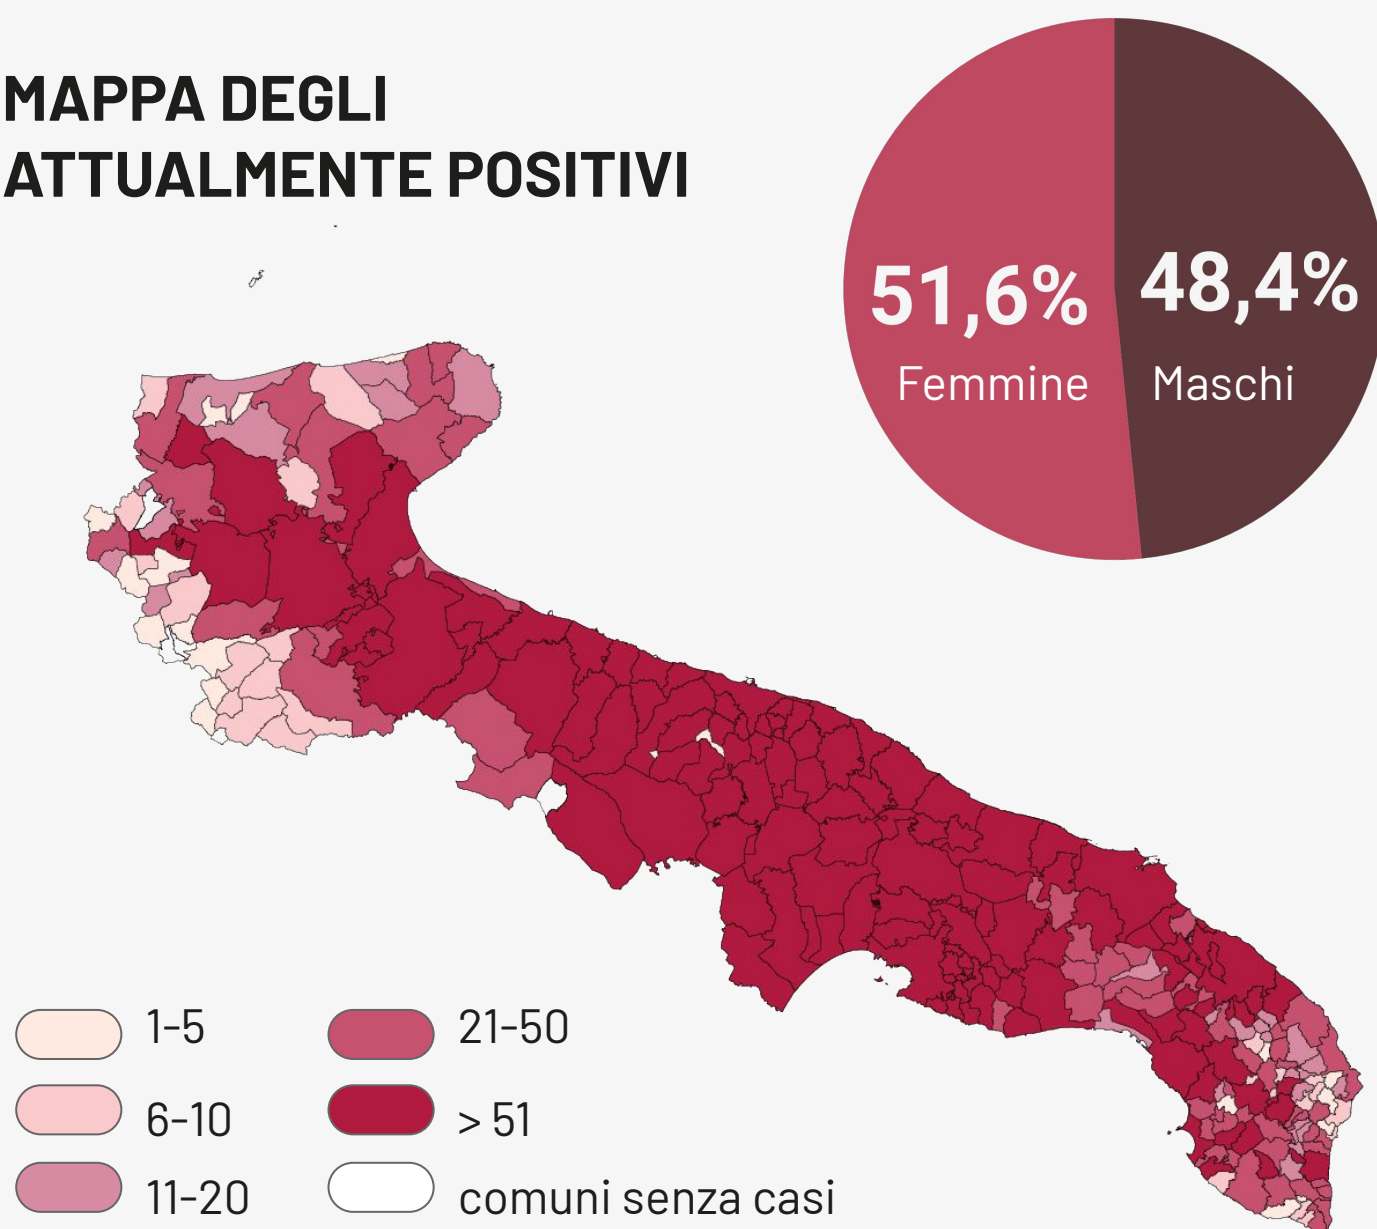 MAPPA DEGLI
ATTUALMENTE POSITIVI
51,6%
Femmine
48,4%
Maschi
1-5
6-10
11-20
21-50
> 51
comuni senza casi